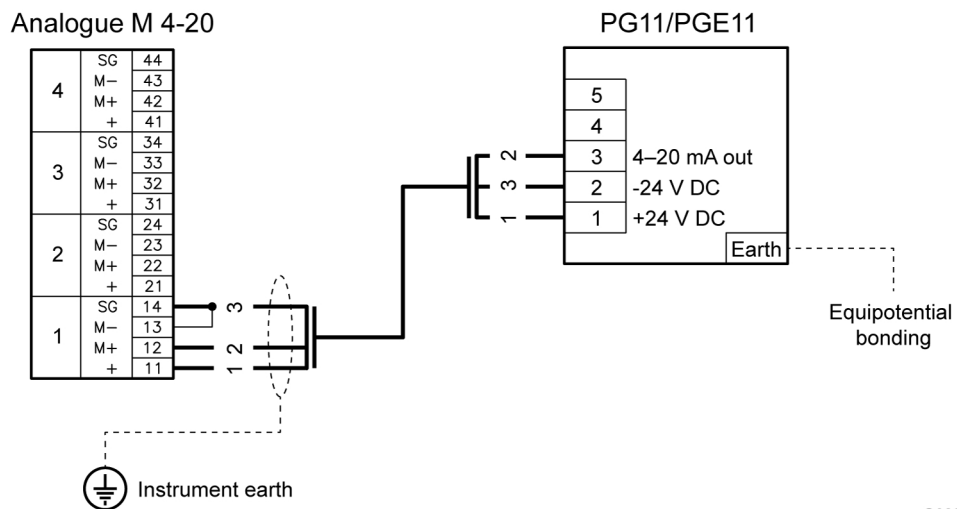 Analogue M 4-20
PG11/PGE11
4
SG 44
M− 43
M+ 42
+ 41
3
SG 34
M− 33
M+ 32
+ 31
2
SG 24
M− 23
M+ 22
+ 21
1
SG 14
M− 13
M+ 12
+ 11
3
2
1
2
3
1
5
4
3 4–20 mA out
2 -24 V DC
1 +24 V DC
Earth
Equipotential
bonding
Instrument earth